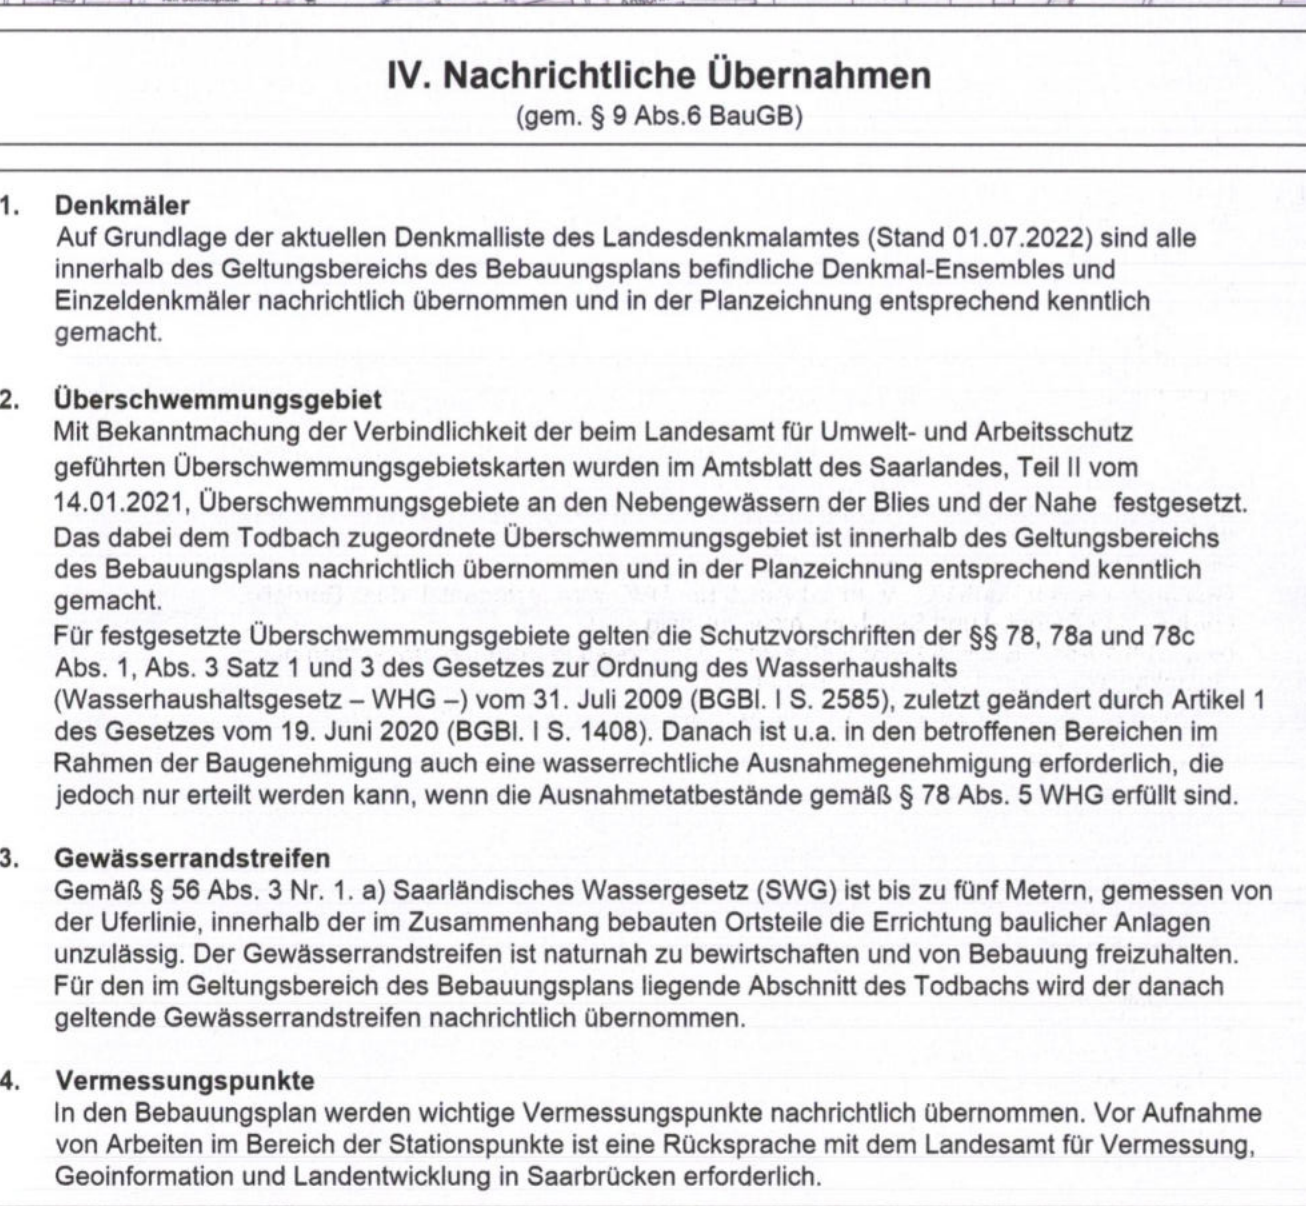 IV. Nachrichtliche Übernahmen
(gem. § 9 Abs.6 BauGB)
1. Denkmäler
Auf Grundlage der aktuellen Denkmalliste des Landesdenkmalamtes (Stand 01.07.2022) sind alle
innerhalb des Geltungsbereichs des Bebauungsplans befindliche Denkmal-Ensembles und
Einzeldenkmäler nachrichtlich übernommen und in der Planzeichnung entsprechend kenntlich
gemacht.
2. Überschwemmungsgebiet
Mit Bekanntmachung der Verbindlichkeit der beim Landesamt für Umwelt- und Arbeitsschutz
geführten Überschwemmungsgebietskarten wurden im Amtsblatt des Saarlandes, Teil II vom
14.01.2021, Überschwemmungsgebiete an den Nebengewässern der Blies und der Nahe festgesetzt.
Das dabei dem Todbach zugeordnete Überschwemmungsgebiet ist innerhalb des Geltungsbereichs
des Bebauungsplans nachrichtlich übernommen und in der Planzeichnung entsprechend kenntlich
gemacht.
Für festgesetzte Überschwemmungsgebiete gelten die Schutzvorschriften der §§ 78, 78a und 78c
Abs. 1, Abs. 3 Satz 1 und 3 des Gesetzes zur Ordnung des Wasserhaushalts
(Wasserhaushaltsgesetz – WHG –) vom 31. Juli 2009 (BGBl. I S. 2585), zuletzt geändert durch Artikel 1
des Gesetzes vom 19. Juni 2020 (BGBl. I S. 1408). Danach ist u.a. in den betroffenen Bereichen im
Rahmen der Baugenehmigung auch eine wasserrechtliche Ausnahmegenehmigung erforderlich, die
jedoch nur erteilt werden kann, wenn die Ausnahmetatbestände gemäß § 78 Abs. 5 WHG erfüllt sind.
3. Gewässerrandstreifen
Gemäß § 56 Abs. 3 Nr. 1. a) Saarländisches Wassergesetz (SWG) ist bis zu fünf Metern, gemessen von
der Uferlinie, innerhalb der im Zusammenhang bebauten Ortsteile die Errichtung baulicher Anlagen
unzulässig. Der Gewässerrandstreifen ist naturnah zu bewirtschaften und von Bebauung freizuhalten.
Für den im Geltungsbereich des Bebauungsplans liegende Abschnitt des Todbachs wird der danach
geltende Gewässerrandstreifen nachrichtlich übernommen.
4. Vermessungspunkte
In den Bebauungsplan werden wichtige Vermessungspunkte nachrichtlich übernommen. Vor Aufnahme
von Arbeiten im Bereich der Stationspunkte ist eine Rücksprache mit dem Landesamt für Vermessung,
Geoinformation und Landentwicklung in Saarbrücken erforderlich.